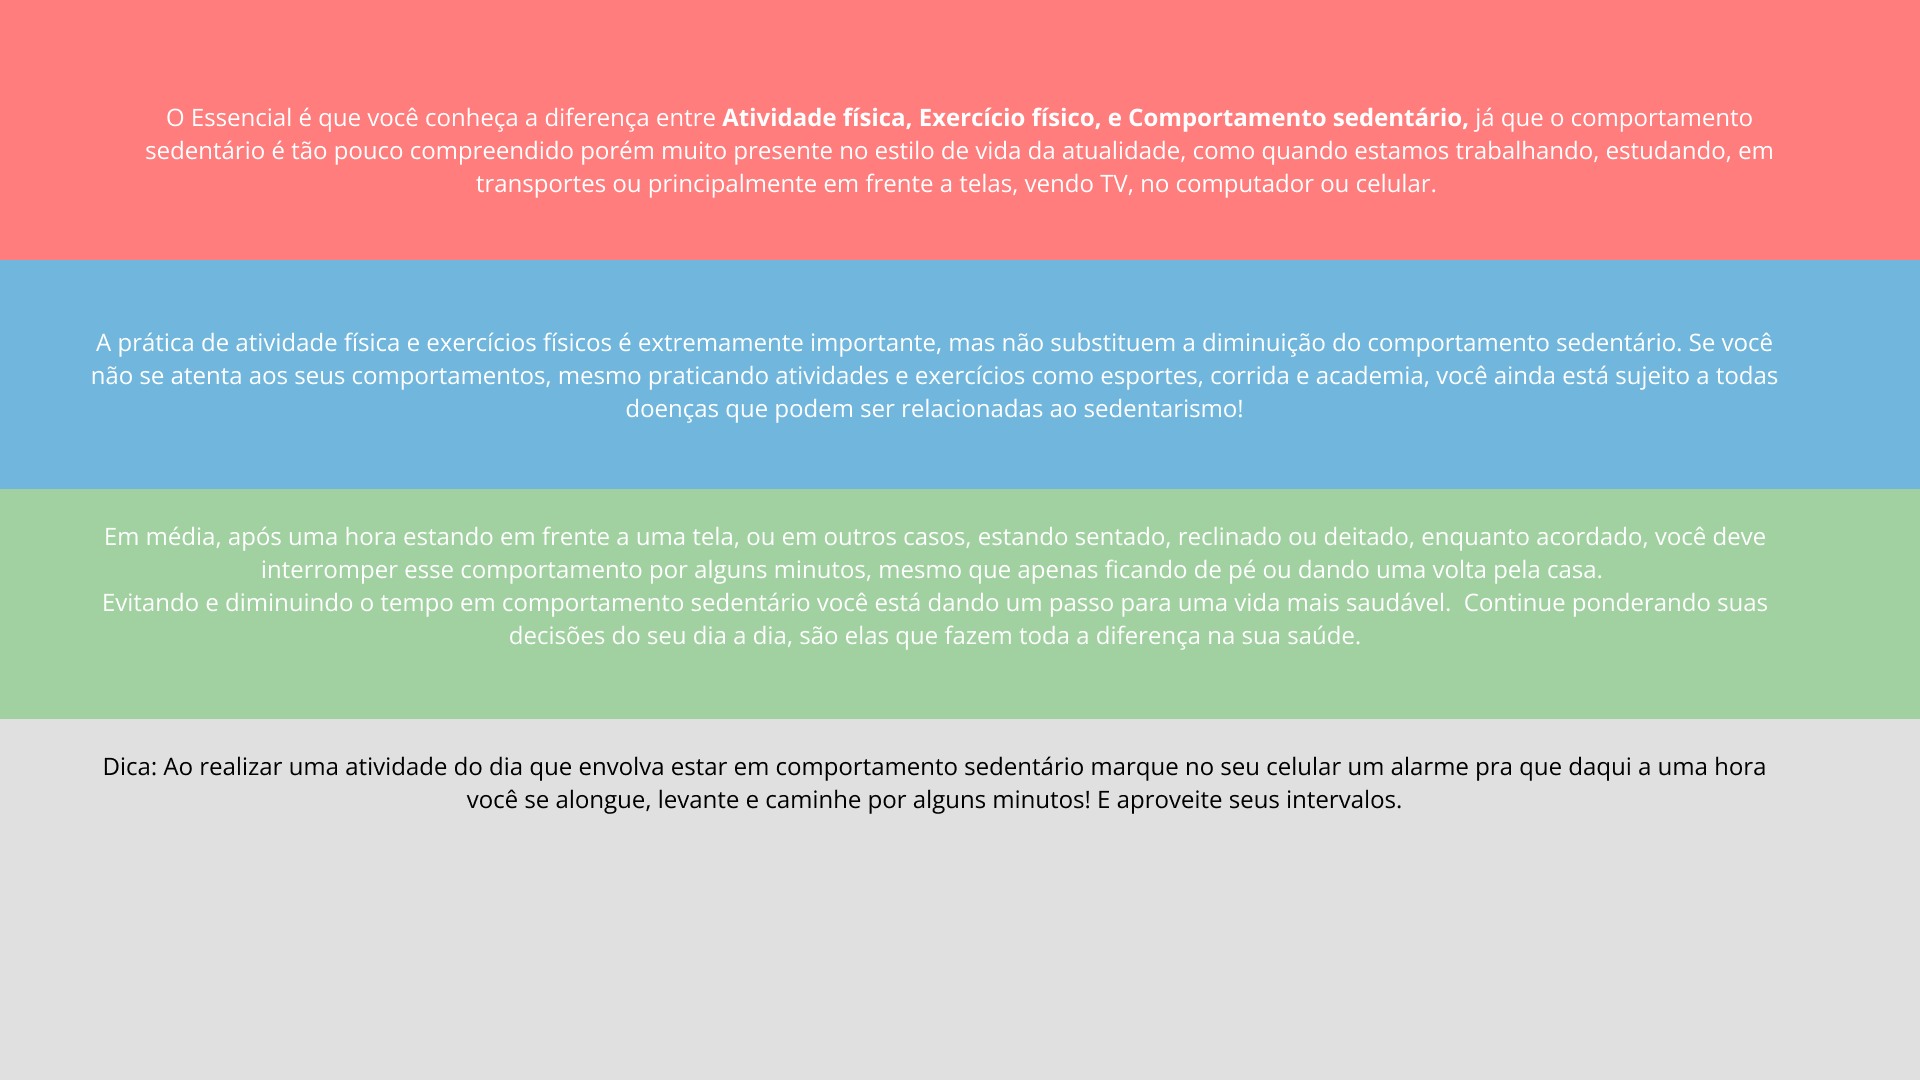 O Essencial é que você conheça a diferença entre Atividade física, Exercício físico, e Comportamento sedentário, já que o comportamento
sedentário é tão pouco compreendido porém muito presente no estilo de vida da atualidade, como quando estamos trabalhando, estudando, em
transportes ou principalmente em frente a telas, vendo TV, no computador ou celular.
A prática de atividade física e exercícios físicos é extremamente importante, mas não substituem a diminuição do comportamento sedentário. Se você
não se atenta aos seus comportamentos, mesmo praticando atividades e exercícios como esportes, corrida e academia, você ainda está sujeito a todas
doenças que podem ser relacionadas ao sedentarismo!
Em média, após uma hora estando em frente a uma tela, ou em outros casos, estando sentado, reclinado ou deitado, enquanto acordado, você deve
interromper esse comportamento por alguns minutos, mesmo que apenas ficando de pé ou dando uma volta pela casa.
Evitando e diminuindo o tempo em comportamento sedentário você está dando um passo para uma vida mais saudável.  Continue ponderando suas
decisões do seu dia a dia, são elas que fazem toda a diferença na sua saúde.
Dica: Ao realizar uma atividade do dia que envolva estar em comportamento sedentário marque no seu celular um alarme pra que daqui a uma hora
você se alongue, levante e caminhe por alguns minutos! E aproveite seus intervalos.